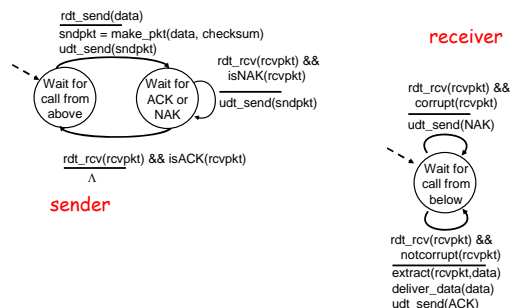 rdt_send(data)
sndpkt = make_pkt(data, checksum)
udt_send(sndpkt)
receiver
rdt_rcv(rcvpkt) &&
isNAK(rcvpkt)
udt_send(sndpkt)
Wait for
call from
above
Wait for
ACK or
NAK
rdt_rcv(rcvpkt) && isACK(rcvpkt)
Λ
sender
rdt_rcv(rcvpkt) &&
corrupt(rcvpkt)
udt_send(NAK)
Wait for
call from
below
rdt_rcv(rcvpkt) &&
notcorrupt(rcvpkt)
extract(rcvpkt,data)
deliver_data(data)
udt_send(ACK)